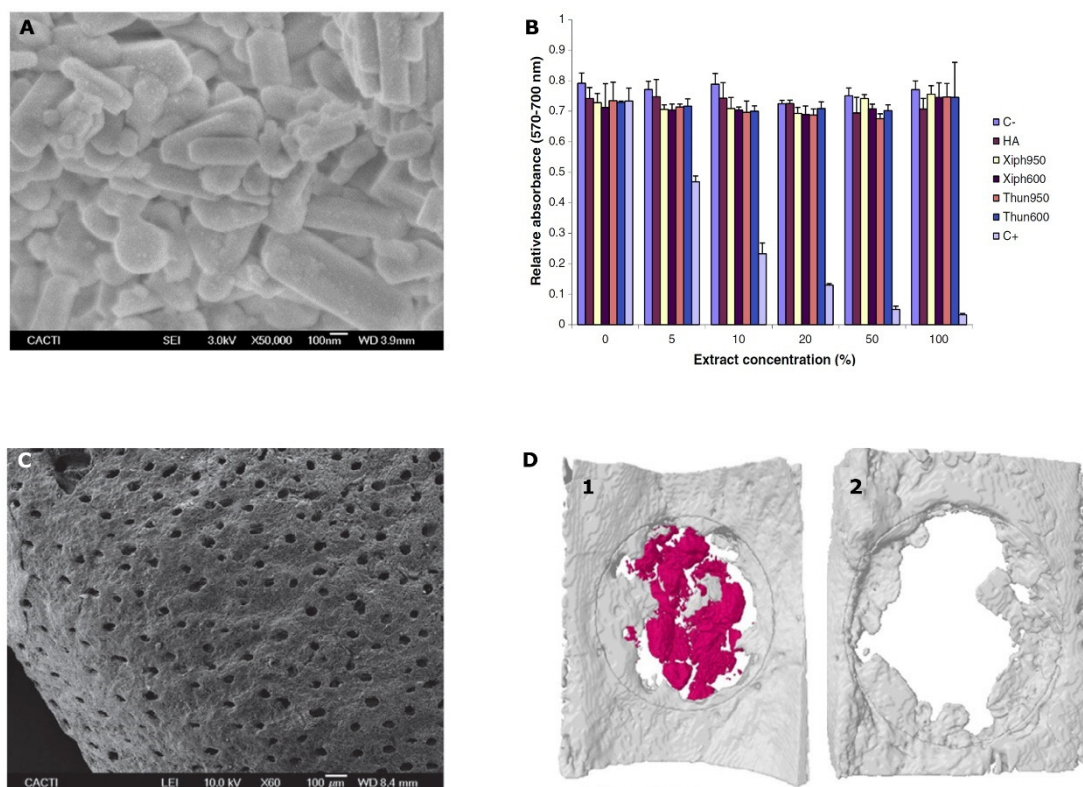 A
CACTI SEI 3.0kV X50,000 100nm WD 3.9mm
B
Relative absorbance (570-700 nm)
1
0.9
0.8
0.7
0.6
0.5
0.4
0.3
0.2
0.1
0
0 5 10 20 50 100
Extract concentration (%)
C-
HA
Xiph950
Xiph600
Thun950
Thun600
C+
C
CACTI LEI 10.0 kV X60 100 µm WD 8.4 mm
D
1
2